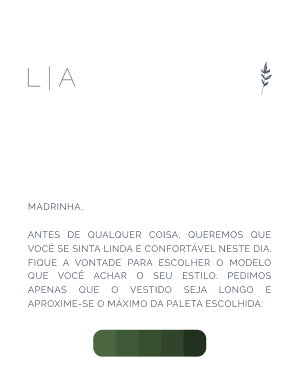 L|A
MADRINHA,
ANTES DE QUALQUER COISA, QUEREMOS QUE
VOCÊ SE SINTA LINDA E CONFORTÁVEL NESTE DIA.
FIQUE A VONTADE PARA ESCOLHER O MODELO
QUE VOCÊ ACHAR O SEU ESTILO. PEDIMOS
APENAS QUE O VESTIDO SEJA LONGO E
APROXIME-SE O MÁXIMO DA PALETA ESCOLHIDA: